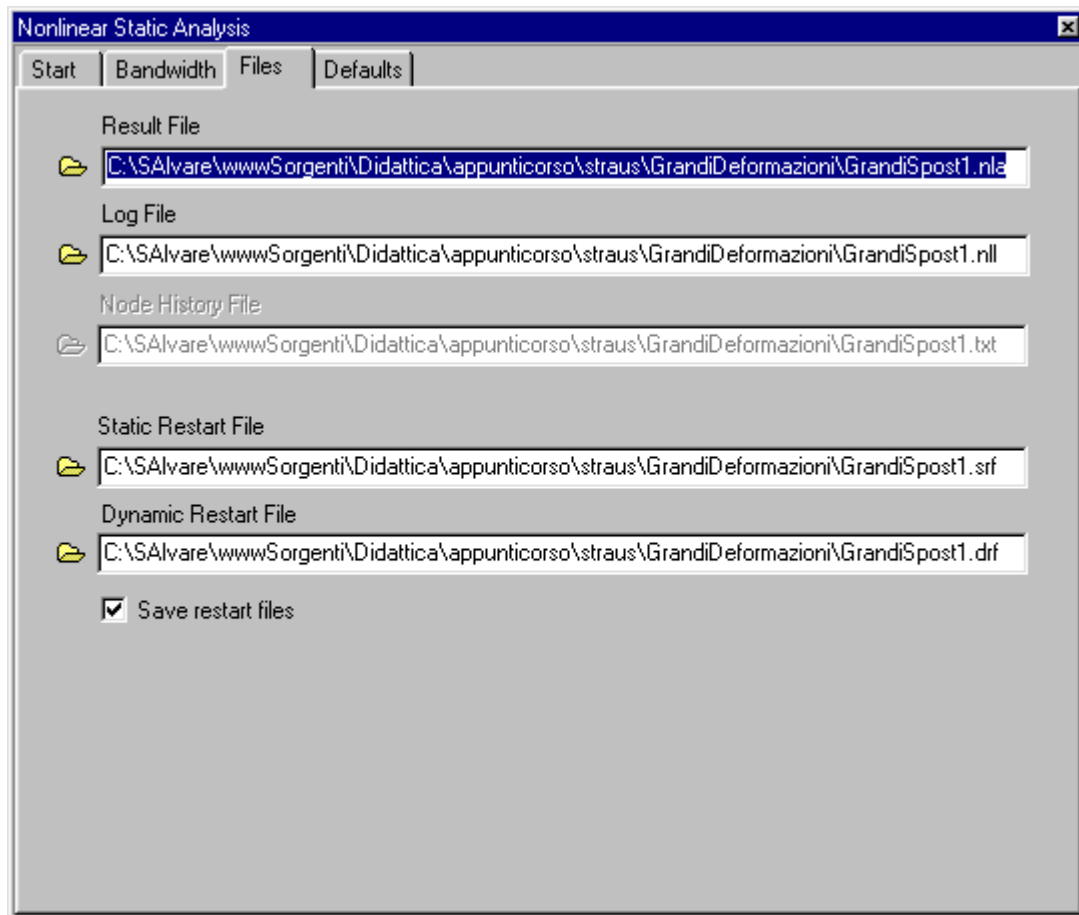 Nonlinear Static Analysis
Start Bandwidth Files Defaults
Result File
C:\SAlvare\wwwSorgenti\Didattica\appunticorso\straus\GrandiDeformazioni\GrandiSpost1.nla
Log File
C:\SAlvare\wwwSorgenti\Didattica\appunticorso\straus\GrandiDeformazioni\GrandiSpost1.nll
Node History File
C:\SAlvare\wwwSorgenti\Didattica\appunticorso\straus\GrandiDeformazioni\GrandiSpost1.txt
Static Restart File
C:\SAlvare\wwwSorgenti\Didattica\appunticorso\straus\GrandiDeformazioni\GrandiSpost1.srf
Dynamic Restart File
C:\SAlvare\wwwSorgenti\Didattica\appunticorso\straus\GrandiDeformazioni\GrandiSpost1.drf
Save restart files